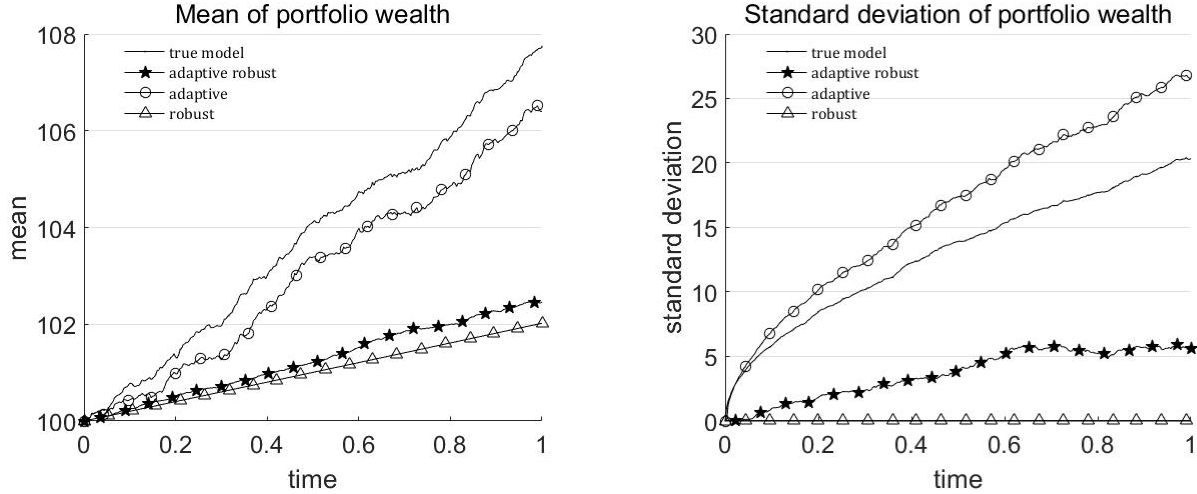 Mean of portfolio wealth
108
106
104
102
100
mean
true model
adaptive robust
adaptive
robust
0
0.2
0.4
0.6
0.8
1
time
Standard deviation of portfolio wealth
30
25
20
15
10
5
0
standard deviation
true model
adaptive robust
adaptive
robust
0
0.2
0.4
0.6
0.8
1
time